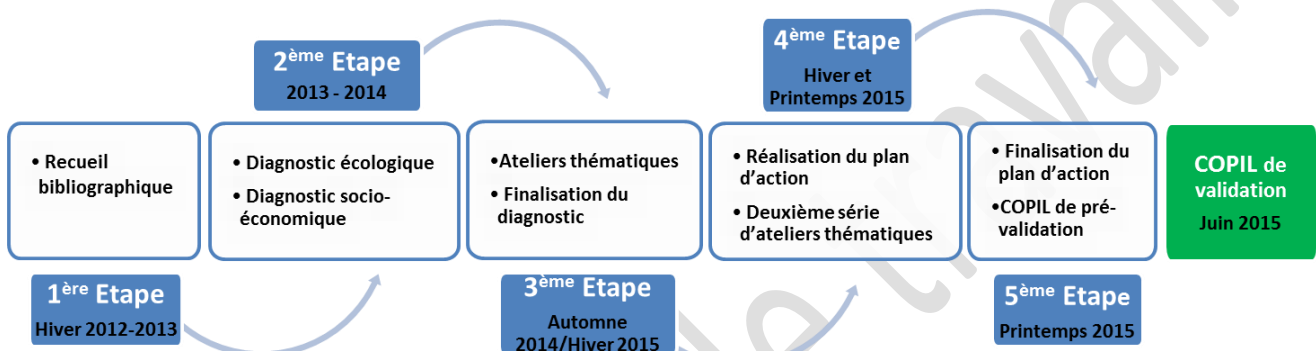 2ème Etape
2013 - 2014
4ème Etape
Hiver et
Printemps 2015
• Recueil
bibliographique
• Diagnostic écologique
• Diagnostic socio-
économique
•Ateliers thématiques
• Finalisation du
diagnostic
• Réalisation du plan
d’action
• Deuxième série
d’ateliers thématiques
• Finalisation du
plan d’action
•COPIL de pré-
validation
COPIL de
validation
Juin 2015
1ère Etape
Hiver 2012-2013
3ème Etape
Automne
2014/Hiver 2015
5ème Etape
Printemps 2015
de travail